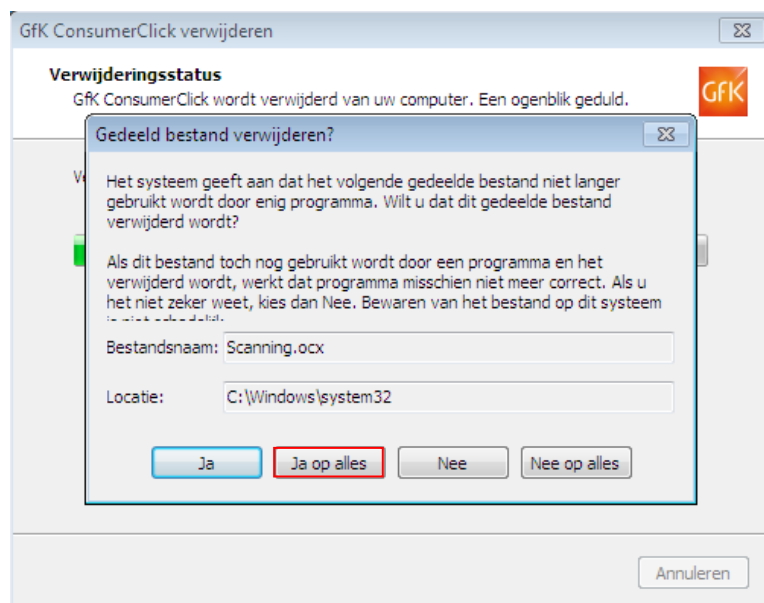 GfK ConsumerClick verwijderen
Verwijderingsstatus
GfK ConsumerClick wordt verwijderd van uw computer. Een ogenblik geduld.
GfK
Gedeeld bestand verwijderen?
Het systeem geeft aan dat het volgende gedeelde bestand niet langer
gebruikt wordt door enig programma. Wilt u dat dit gedeelde bestand
verwijderd wordt?
Als dit bestand toch nog gebruikt wordt door een programma en het
verwijderd wordt, werkt dat programma misschien niet meer correct. Als u
het niet zeker weet, kies dan Nee. Bewaren van het bestand op dit systeem
is niet schadelijk.
Bestandsnaam: Scanning.ocx
Locatie: C:\Windows\system32
Ja Ja op alles Nee Nee op alles
Annuleren